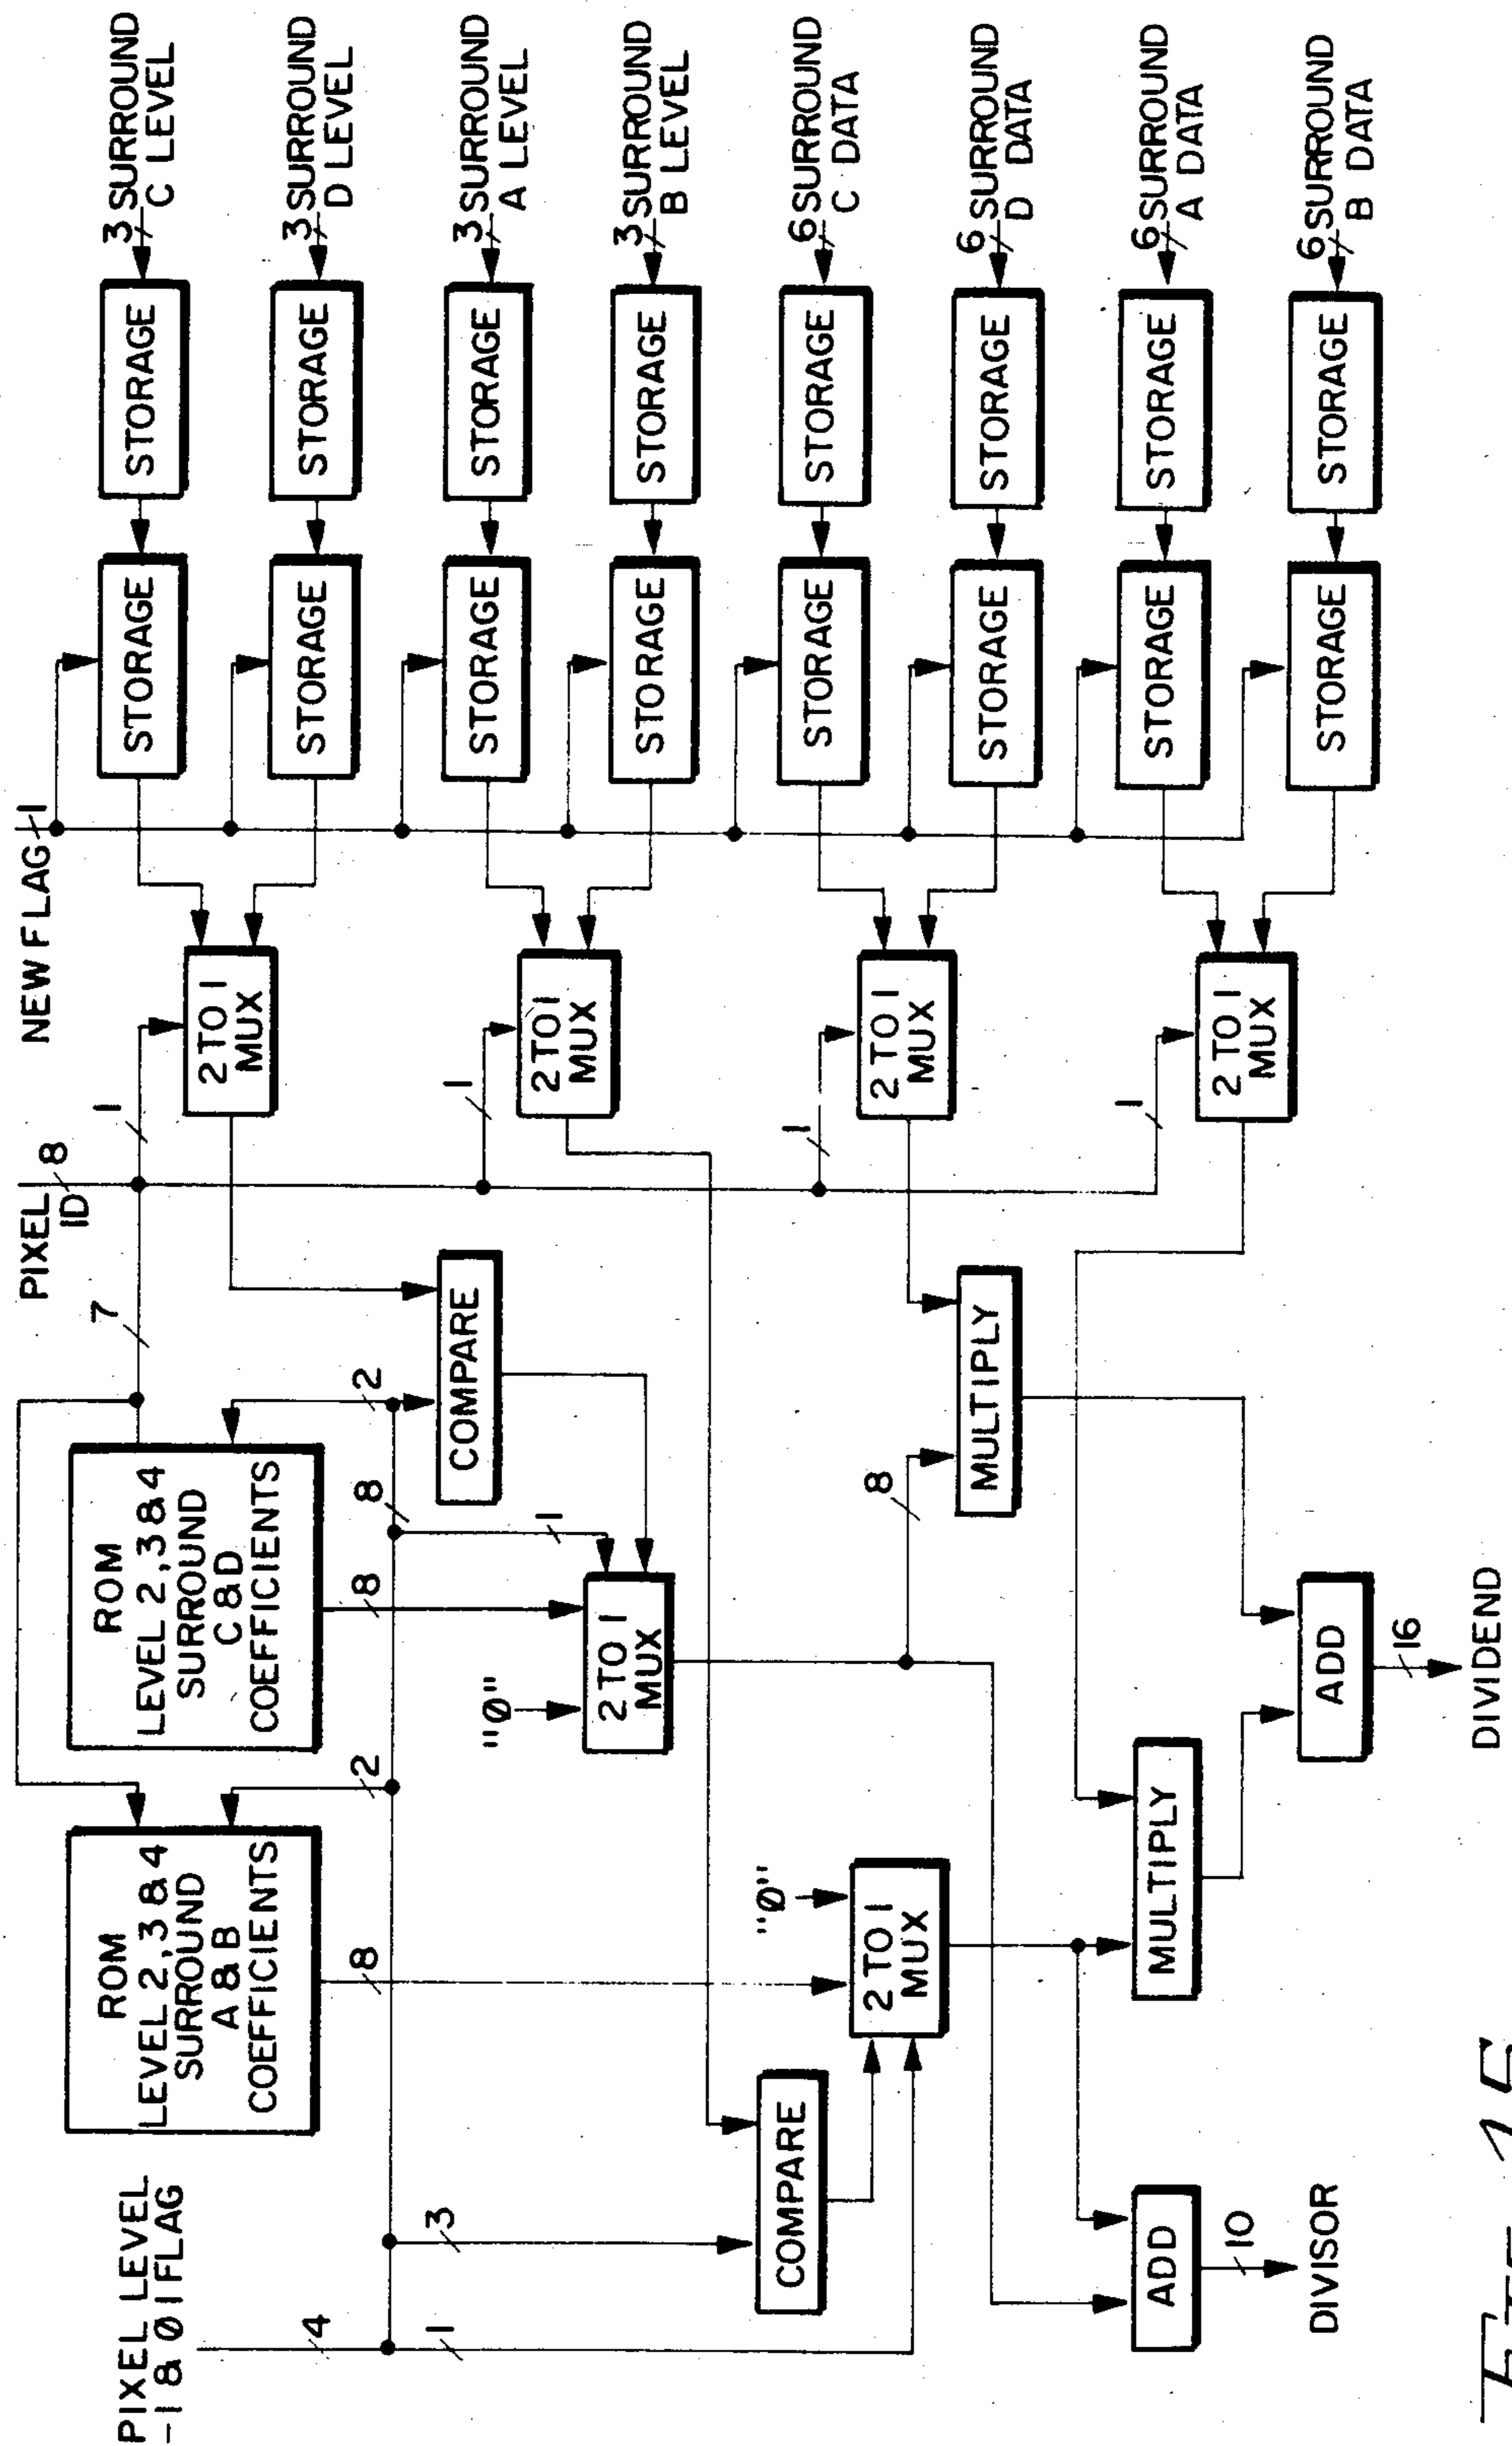 PIXEL LEVEL
-1 & Ø1 FLAG
4
1
3
ROM
LEVEL 2,3 & 4
SURROUND
A & B
COEFFICIENTS
ROM
LEVEL 2,3 & 4
SURROUND
C & D
COEFFICIENTS
2
2
8
8
8
1
7
PIXEL
ID
8
1
1
1
1
NEW FLAG
1
COMPARE
COMPARE
"Ø"
2 TO 1
MUX
"Ø"
2 TO 1
MUX
2 TO 1
MUX
2 TO 1
MUX
2 TO 1
MUX
2 TO 1
MUX
8
MULTIPLY
MULTIPLY
ADD
10
DIVISOR
ADD
16
DIVIDEND
STORAGE
STORAGE
3
SURROUND
C LEVEL
STORAGE
STORAGE
3
SURROUND
D LEVEL
STORAGE
STORAGE
3
SURROUND
A LEVEL
STORAGE
STORAGE
3
SURROUND
B LEVEL
STORAGE
STORAGE
6
SURROUND
C DATA
STORAGE
STORAGE
6
SURROUND
D DATA
STORAGE
STORAGE
6
SURROUND
A DATA
STORAGE
STORAGE
6
SURROUND
B DATA